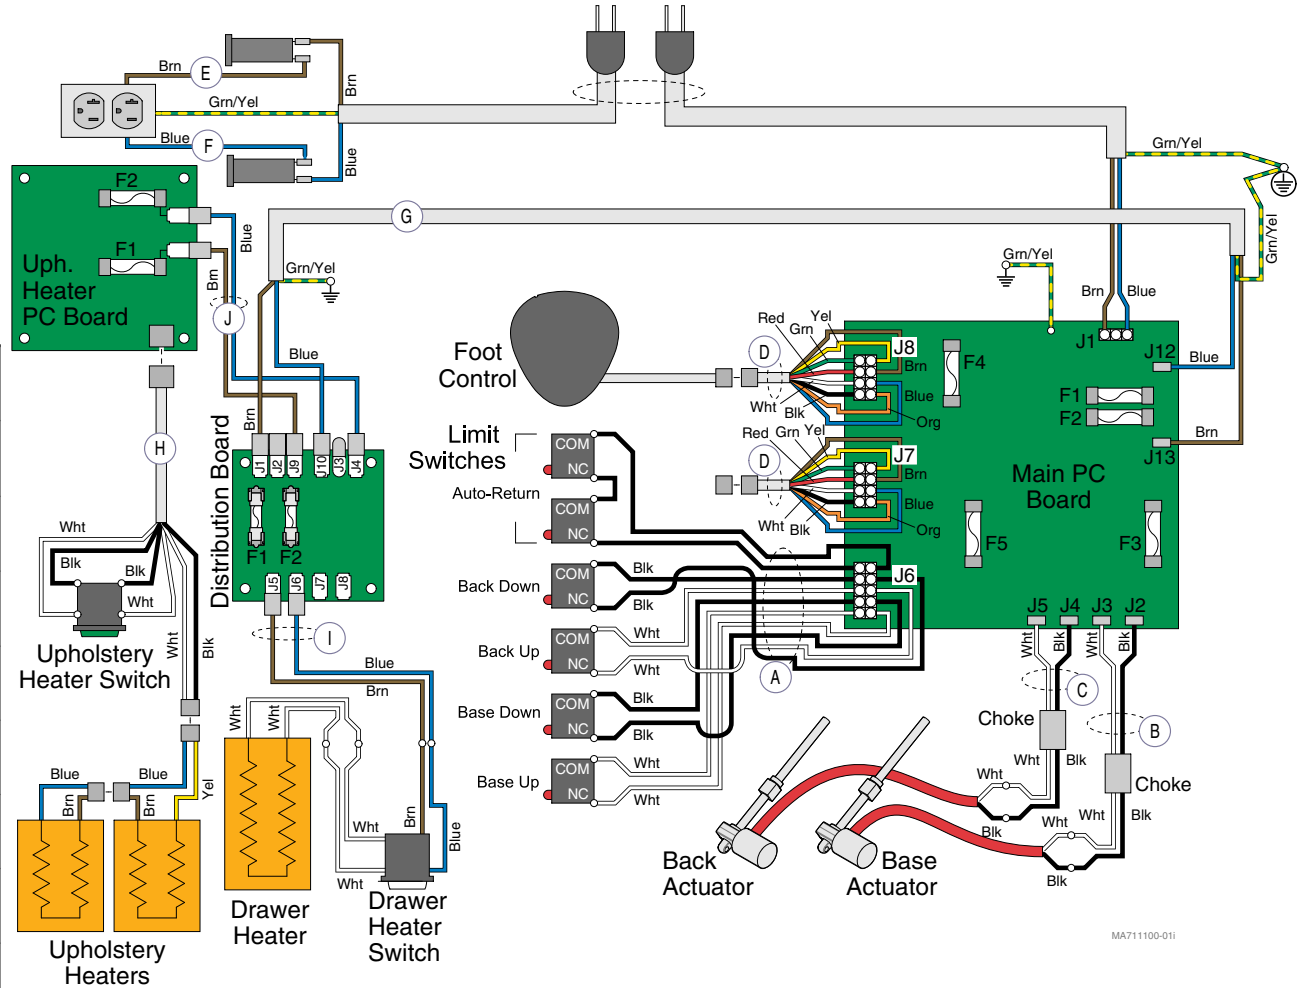 Brn
E
Brn
Grn/Yel
Blue
F
Blue
Grn/Yel
Grn/Yel
F2
F1
Uph.
Heater
PC Board
Blue
Brn
J
G
Grn/Yel
Blue
Brn
Brn
Blue
J1
J12
Blue
F1
F2
Brn
J13
F4
Main PC
Board
F5
F3
Foot
Control
D
Red
Grn
Yel
Wht
Blk
J8
Brn
Blue
Org
D
Red
Grn
Yel
Wht
Blk
J7
Brn
Blue
Org
Limit
Switches
Auto-Return
COM
NC
COM
NC
Back Down
COM
NC
Blk
Blk
Back Up
COM
NC
Wht
Wht
Base Down
COM
NC
Blk
Blk
Base Up
COM
NC
Wht
Wht
A
J6
J5
J4
J3
J2
Wht
Blk
Wht
Blk
C
B
Choke
Choke
Wht
Blk
Wht
Blk
Wht
Blk
Wht
Blk
Back
Actuator
Base
Actuator
H
Distribution Board
J1
J2
J9
J10
J3
J4
F1
F2
J5
J6
J7
J8
I
Blue
Brn
Wht
Blk
Blk
Wht
Upholstery
Heater Switch
Wht
Blk
Blue
Blue
Brn
Brn
Yel
Upholstery
Heaters
Wht
Wht
Wht
Wht
Brn
Blue
Drawer
Heater
Drawer
Heater
Switch
MA711100-01i